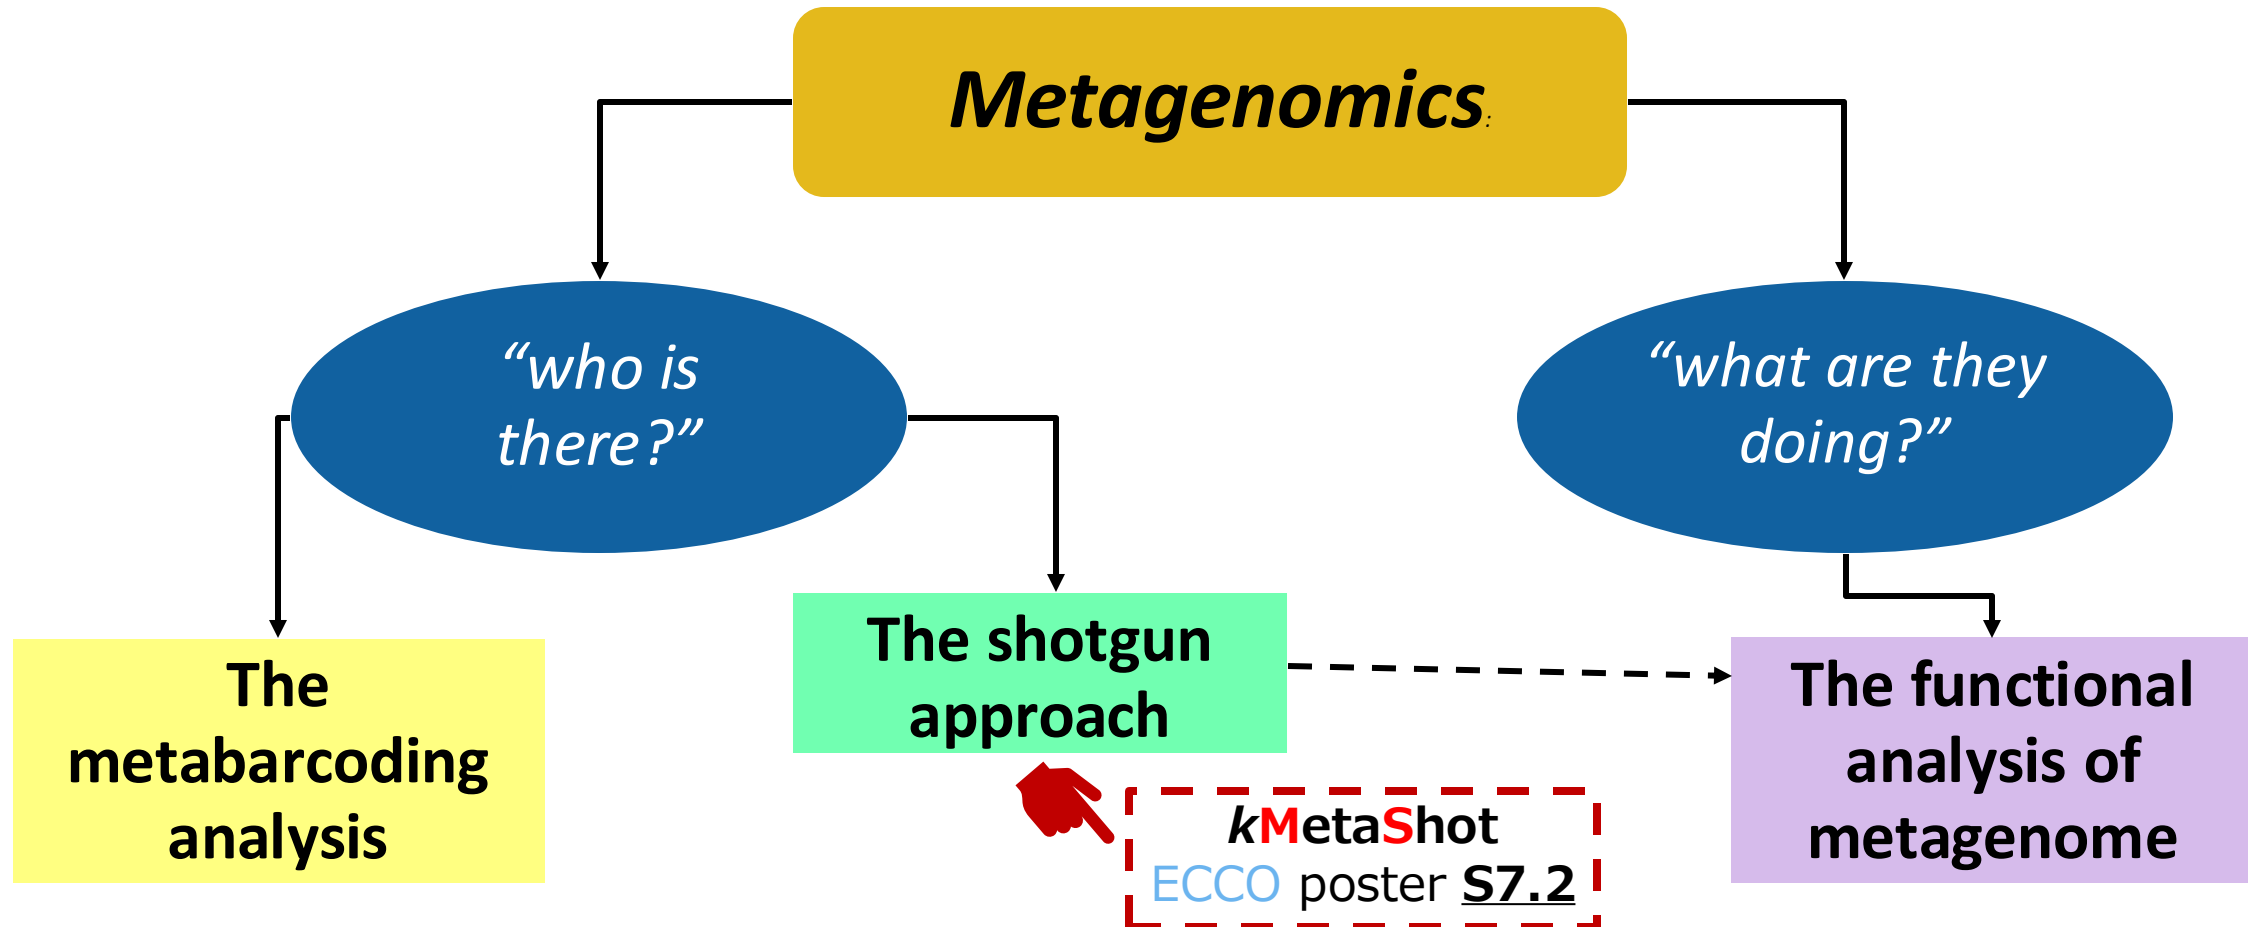 Metagenomics:
“who is
there?”
“what are they
doing?”
The
metabarcoding
analysis
The shotgun
approach
The functional
analysis of
metagenome
kMetaShot
ECCO poster S7.2